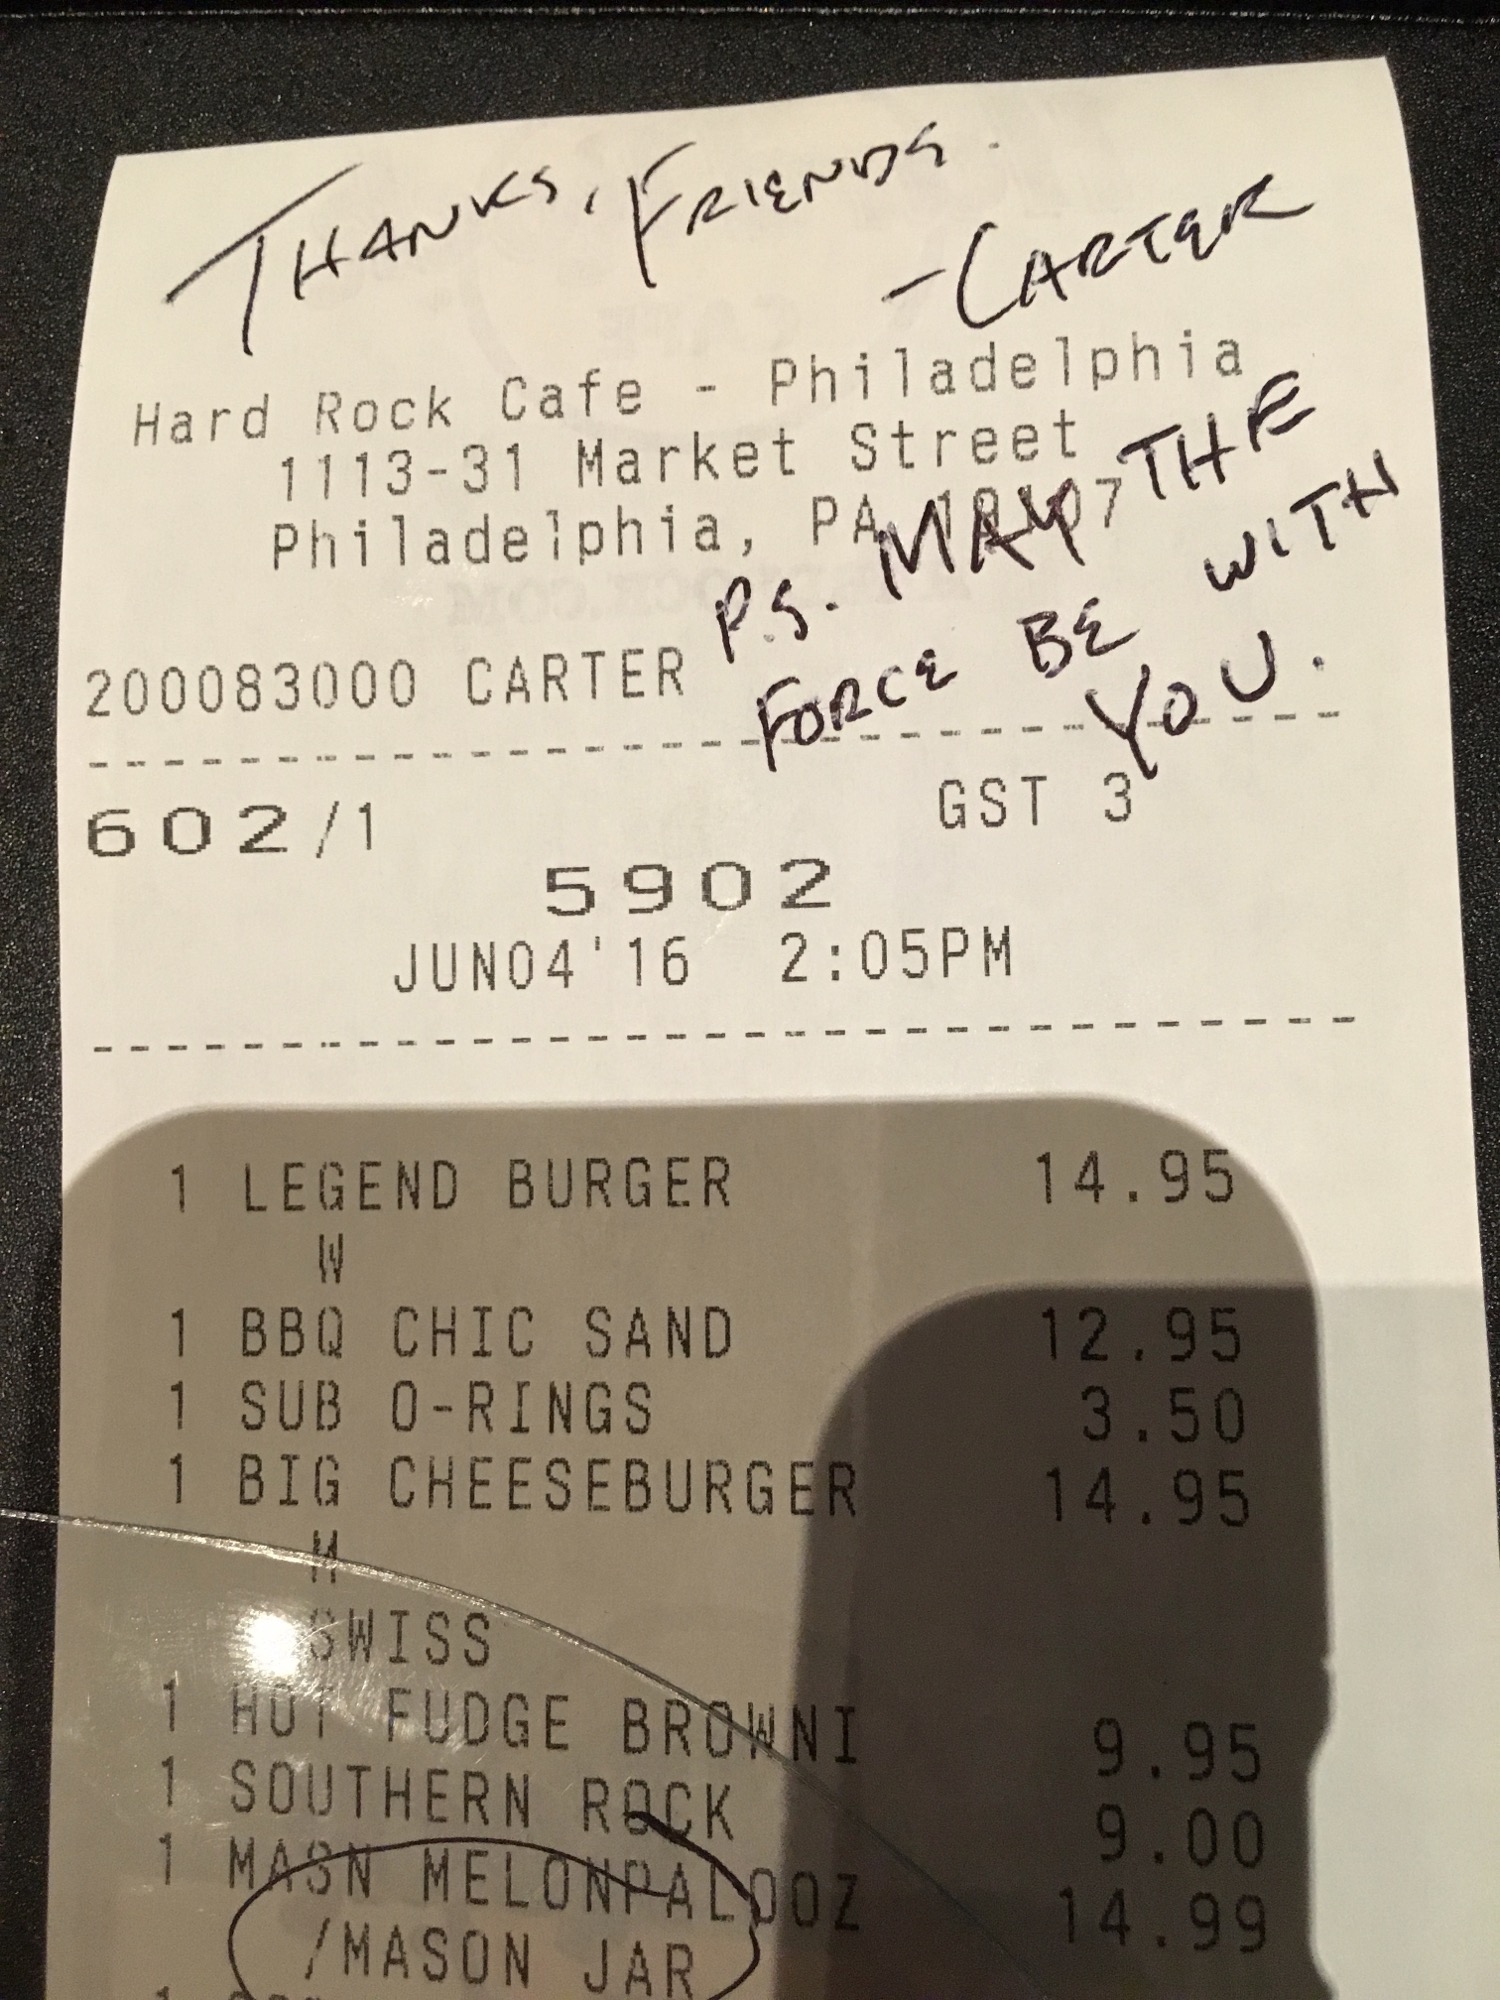 THANKS, FRIENDS.
-CARTER
Hard Rock Cafe - Philadelphia
1113-31 Market Street
Philadelphia, PA 19107
P.S. MAY THE
FORCE BE WITH
YOU.
200083000 CARTER
602/1 GST 3
5902
JUN04'16 2:05PM
1 LEGEND BURGER 14.95
W
1 BBQ CHIC SAND 12.95
1 SUB O-RINGS 3.50
1 BIG CHEESEBURGER 14.95
M
SWISS
1 HOT FUDGE BROWNI 9.95
1 SOUTHERN ROCK 9.00
1 MASN MELONPALOOZ 14.99
/MASON JAR
1